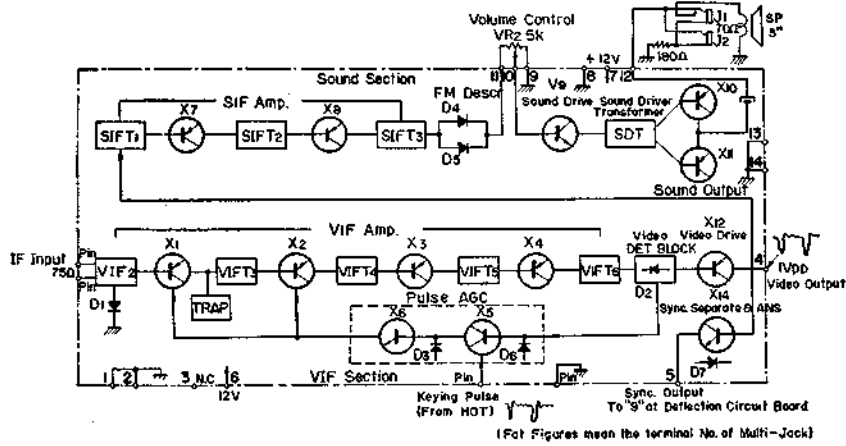 Volume Control
VR2 5k
J1
70Ω
J2
180Ω
SP
3"
11 10 9
8
+ 12V
7 12
Sound Section
SIF Amp.
X7
X8
FM Descr
D4
D5
SIFT1
SIFT2
SIFT3
V9
Sound Drive
Sound Driver
Transformer
SDT
X10
X11
Sound Output
13
14
VIF Amp.
IF Input
75Ω
Pin
Pin
VIF2
X1
VIFT3
X2
VIFT4
X3
VIFT5
X4
VIFT6
Video
DET BLOCK
D2
X12
Video Drive
4
1VDD
Video Output
D1
TRAP
Pulse AGC
X6
X5
D3
D6
X14
Sync. Separate & ANS
D7
1 2
3 N.C.
6
12V
VIF Section
Pin
Pin
5
Keying Pulse
(From HOT)
Sync. Output
To "9" at Deflection Circuit Board
(Fat Figures mean the terminal No. of Multi-Jack)